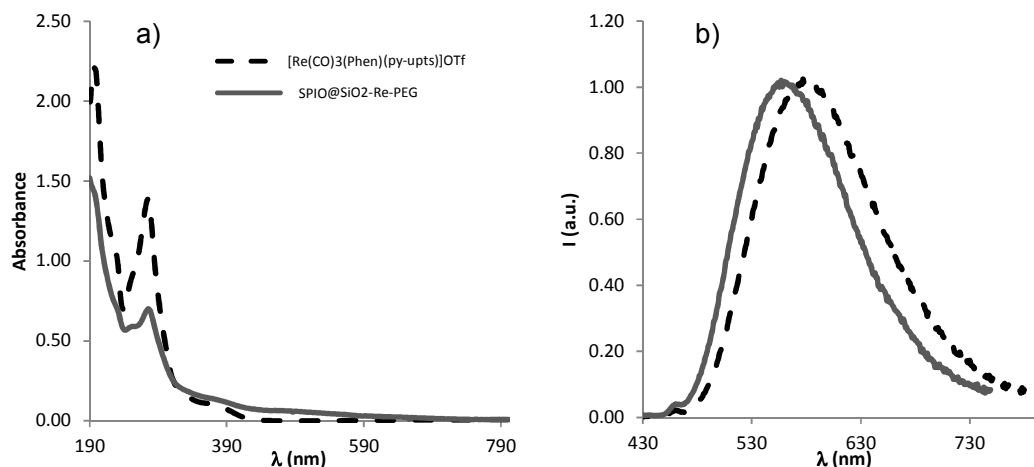 a)
2.50
2.00
1.50
1.00
0.50
0.00
Absorbance
[Re(CO)3(Phen)(py-upts)]OTf
SPIO@SiO2-Re-PEG
190 390 590 790
λ (nm)
b)
1.20
1.00
0.80
0.60
0.40
0.20
0.00
I (a.u.)
430 530 630 730
λ (nm)